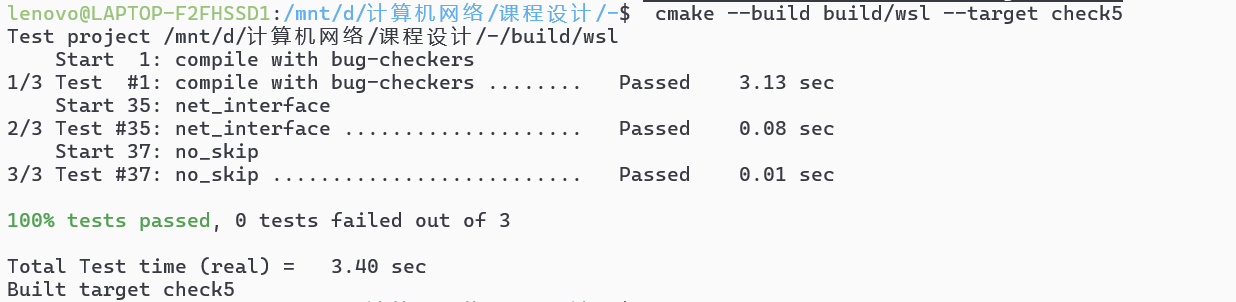 lenovo@LAPTOP-F2FHSSD1:/mnt/d/计算机网络/课程设计/-$  cmake --build build/wsl --target check5
Test project /mnt/d/计算机网络/课程设计/-/build/wsl
    Start  1: compile with bug-checkers
1/3 Test  #1: compile with bug-checkers ........   Passed    3.13 sec
    Start 35: net_interface
2/3 Test #35: net_interface ....................   Passed    0.08 sec
    Start 37: no_skip
3/3 Test #37: no_skip ..........................   Passed    0.01 sec

100% tests passed, 0 tests failed out of 3

Total Test time (real) =   3.40 sec
Built target check5